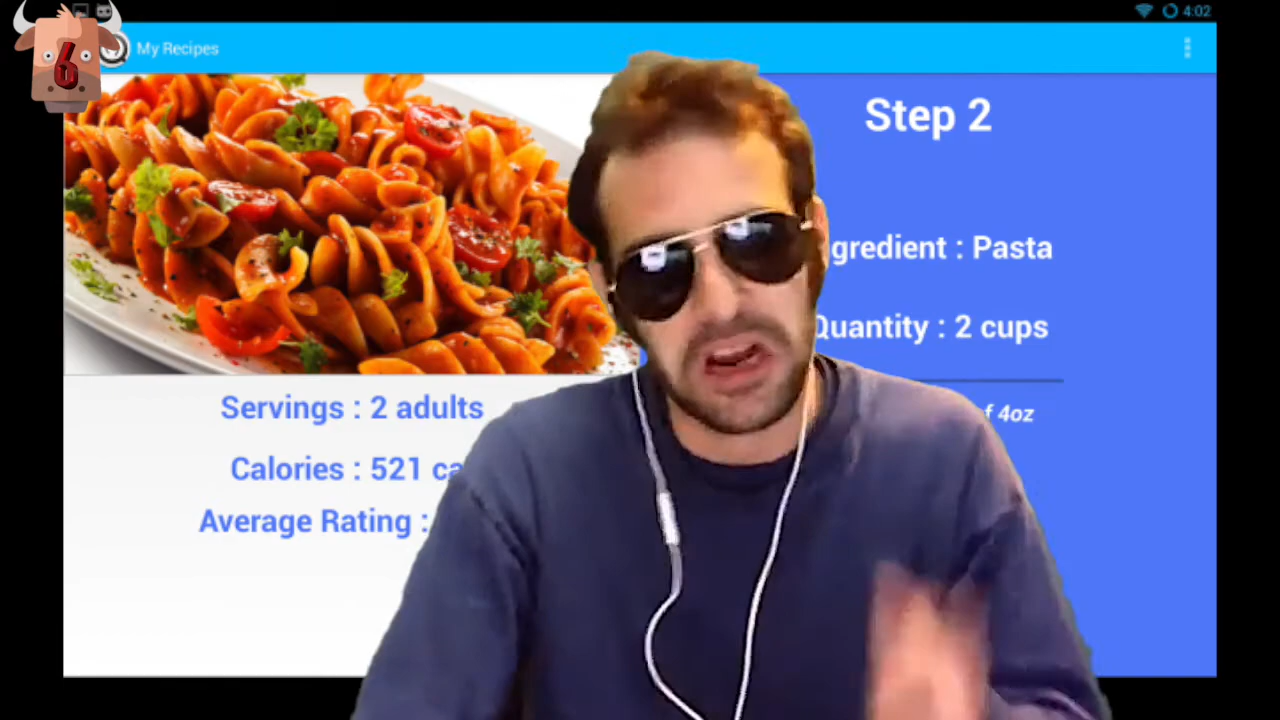 6
4:02
My Recipes
Step 2
gredient : Pasta
Quantity : 2 cups
f 4oz
Servings : 2 adults
Calories : 521 ca
Average Rating :